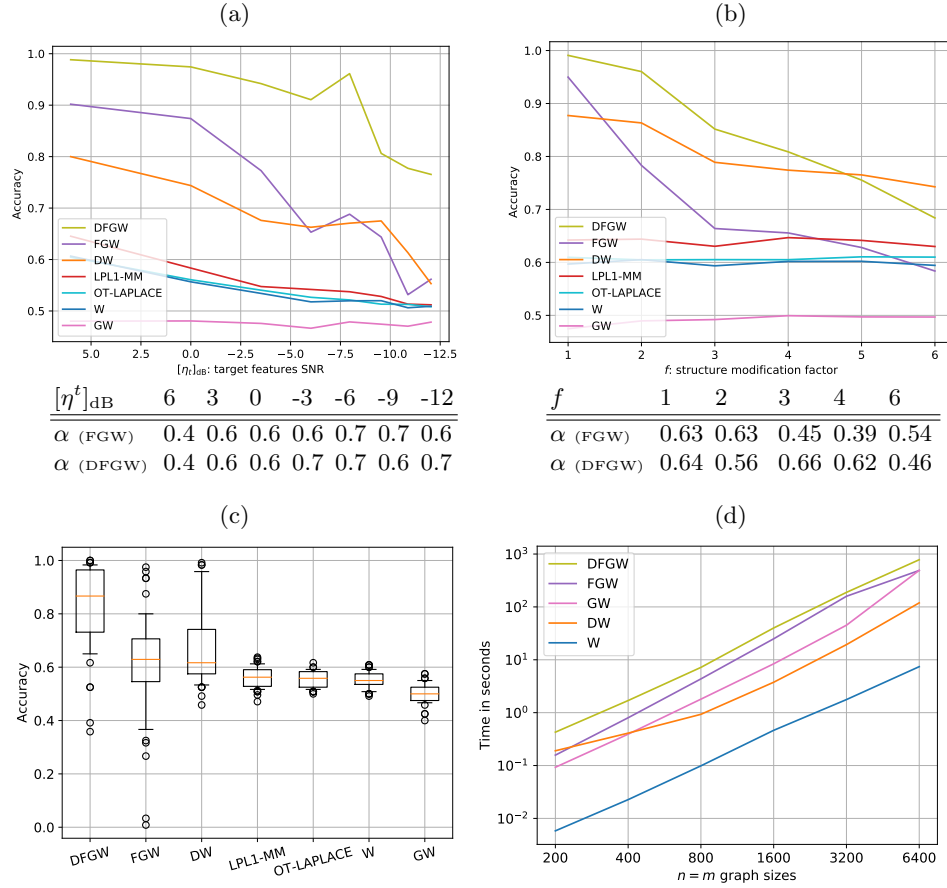 (a)
1.0
0.9
0.8
0.7
0.6
0.5
Accuracy
DFGW
FGW
DW
LPL1-MM
OT-LAPLACE
W
GW
5.0 2.5 0.0 −2.5 −5.0 −7.5 −10.0 −12.5
[ηt]dB: target features SNR
[η^t]dB 6 3 0 -3 -6 -9 -12
α (FGW) 0.4 0.6 0.6 0.6 0.7 0.7 0.6
α (DFGW) 0.4 0.6 0.6 0.7 0.7 0.6 0.7
(b)
1.0
0.9
0.8
0.7
0.6
0.5
Accuracy
DFGW
FGW
DW
LPL1-MM
OT-LAPLACE
W
GW
1 2 3 4 5 6
f: structure modification factor
f 1 2 3 4 6
α (FGW) 0.63 0.63 0.45 0.39 0.54
α (DFGW) 0.64 0.56 0.66 0.62 0.46
(c)
1.0
0.8
0.6
0.4
0.2
0.0
Accuracy
DFGW FGW DW LPL1-MM OT-LAPLACE W GW
(d)
10^3
10^2
10^1
10^0
10^−1
10^−2
Time in seconds
DFGW
FGW
GW
DW
W
200 400 800 1600 3200 6400
n = m graph sizes